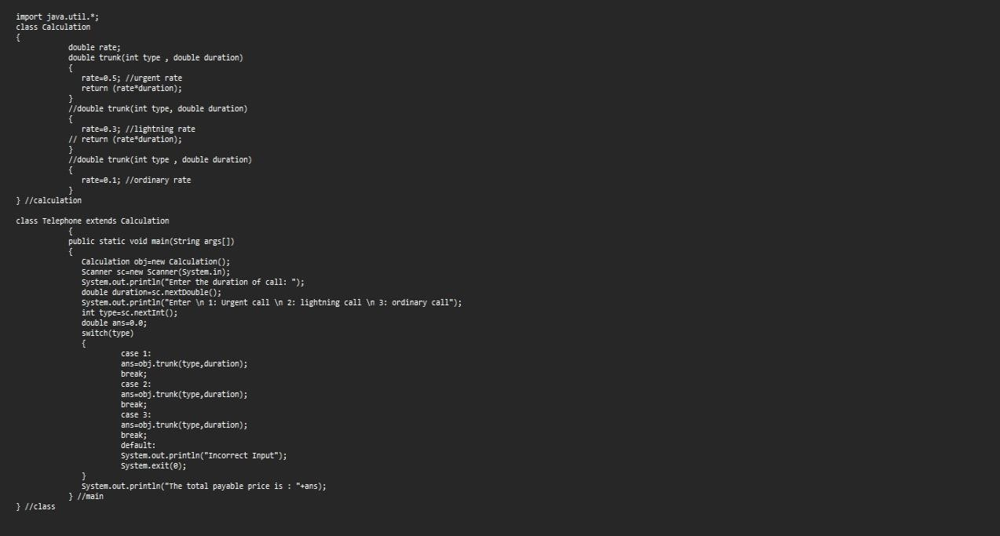 import java.util.*;
class Calculation
{
double rate;
double trunk(int type , double duration)
{
rate=0.5; //urgent rate
return (rate*duration);
}
//double trunk(int type, double duration)
{
rate=0.3; //lightning rate
// return (rate*duration);
}
//double trunk(int type , double duration)
{
rate=0.1; //ordinary rate
}
} //calculation
class Telephone extends Calculation
{
public static void main(String args[])
{
Calculation obj=new Calculation();
Scanner sc=new Scanner(System.in);
System.out.println("Enter the duration of call: ");
double duration=sc.nextDouble();
System.out.println("Enter \n 1: Urgent call \n 2: lightning call \n 3: ordinary call");
int type=sc.nextInt();
double ans=0.0;
switch(type)
{
case 1:
ans=obj.trunk(type,duration);
break;
case 2:
ans=obj.trunk(type,duration);
break;
case 3:
ans=obj.trunk(type,duration);
break;
default:
System.out.println("Incorrect Input");
System.exit(0);
}
System.out.println("The total payable price is : "+ans);
} //main
} //class